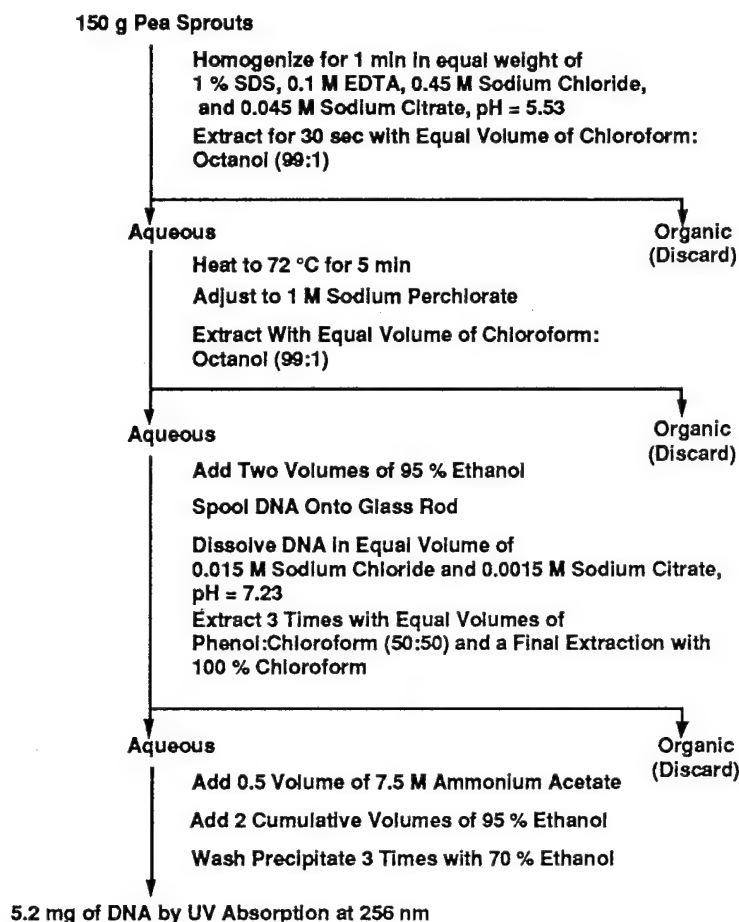 150 g Pea Sprouts
Homogenize for 1 min in equal weight of
1 % SDS, 0.1 M EDTA, 0.45 M Sodium Chloride,
and 0.045 M Sodium Citrate, pH = 5.53
Extract for 30 sec with Equal Volume of Chloroform:
Octanol (99:1)
Aqueous
Organic
(Discard)
Heat to 72 °C for 5 min
Adjust to 1 M Sodium Perchlorate
Extract With Equal Volume of Chloroform:
Octanol (99:1)
Aqueous
Organic
(Discard)
Add Two Volumes of 95 % Ethanol
Spool DNA Onto Glass Rod
Dissolve DNA in Equal Volume of
0.015 M Sodium Chloride and 0.0015 M Sodium Citrate,
pH = 7.23
Extract 3 Times with Equal Volumes of
Phenol:Chloroform (50:50) and a Final Extraction with
100 % Chloroform
Aqueous
Organic
(Discard)
Add 0.5 Volume of 7.5 M Ammonium Acetate
Add 2 Cumulative Volumes of 95 % Ethanol
Wash Precipitate 3 Times with 70 % Ethanol
5.2 mg of DNA by UV Absorption at 256 nm